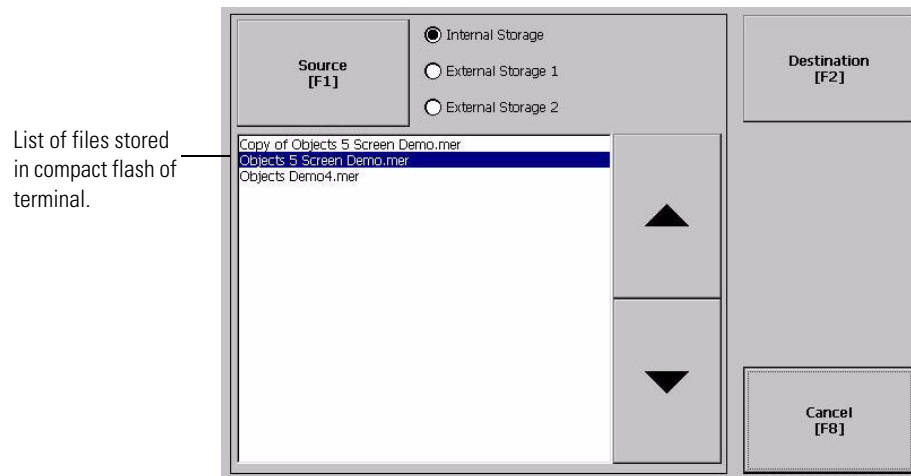 Source
[F1]
Internal Storage
External Storage 1
External Storage 2
Destination
[F2]
List of files stored
in compact flash of
terminal.
Copy of Objects 5 Screen Demo.mer
Objects 5 Screen Demo.mer
Objects Demo4.mer
Cancel
[F8]